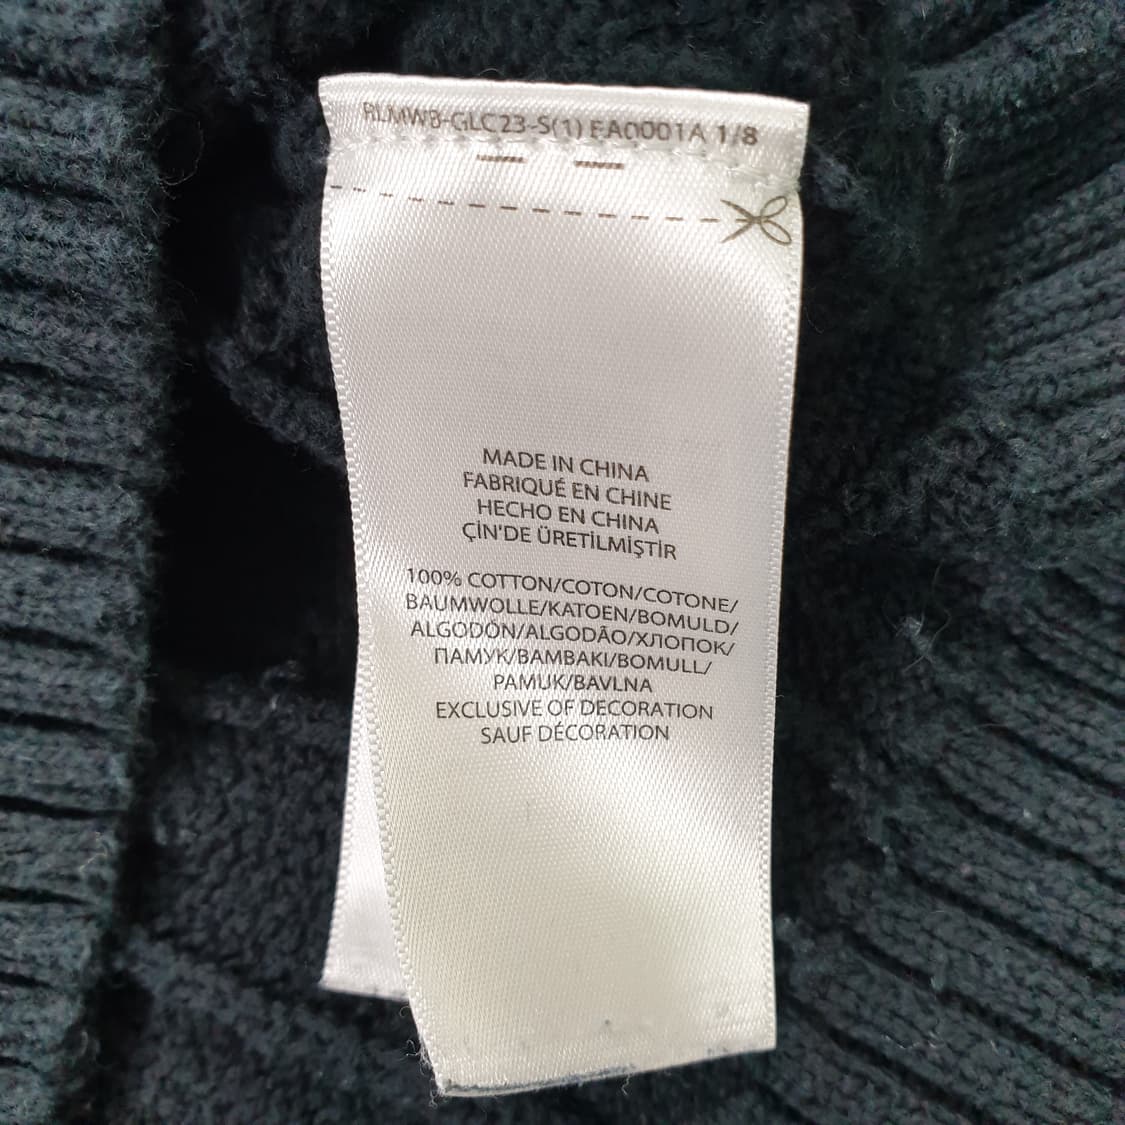 RLMWB-GLC23-S(1) EA0001A 1/8
MADE IN CHINA
FABRIQUÉ EN CHINE
HECHO EN CHINA
ÇİN'DE ÜRETİLMİŞTİR
100% COTTON/COTON/COTONE/
BAUMWOLLE/KATOEN/BOMULD/
ALGODÓN/ALGODÃO/ХЛОПОК/
ПАМУК/BAMBAKI/BOMULL/
PAMUK/BAVLNA
EXCLUSIVE OF DECORATION
SAUF DÉCORATION